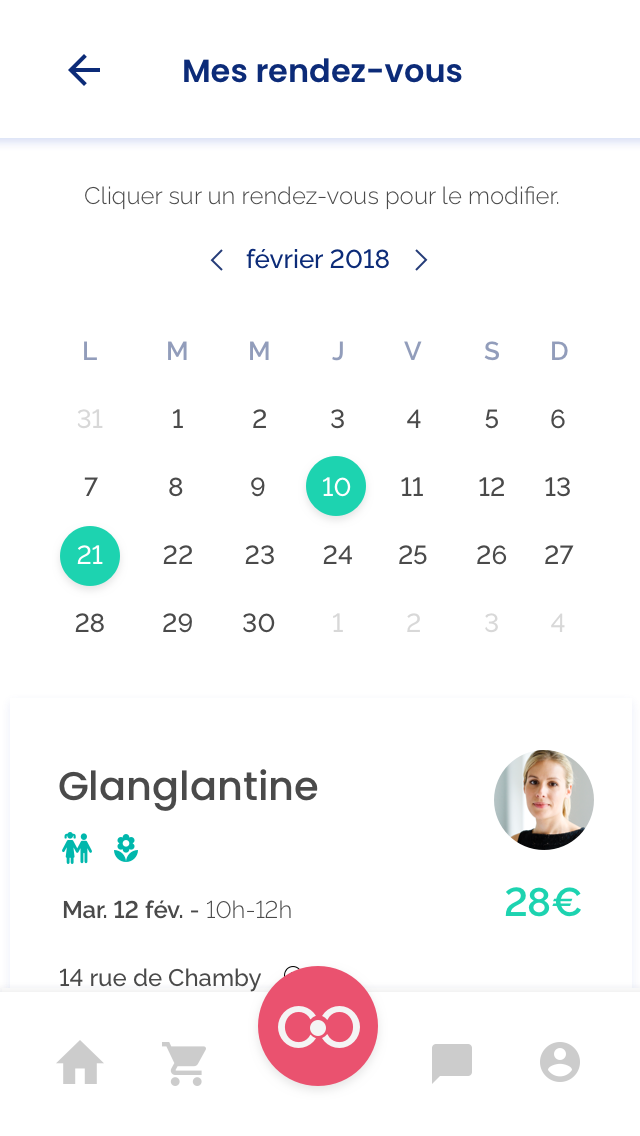 Mes rendez-vous
Cliquer sur un rendez-vous pour le modifier.
février 2018
L M M J V S D
31 1 2 3 4 5 6
7 8 9 10 11 12 13
21 22 23 24 25 26 27
28 29 30 1 2 3 4
Glanglantine
Mar. 12 fév. - 10h-12h
28€
14 rue de Chamby